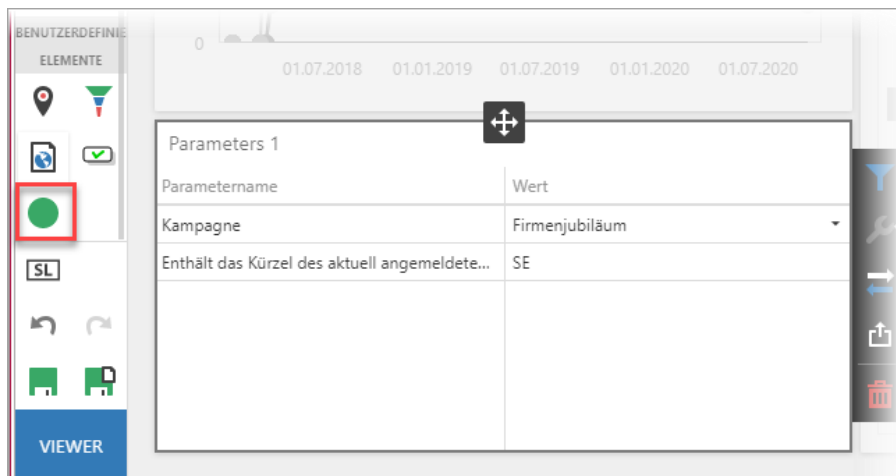 BENUTZERDEFINIE
ELEMENTE
0
01.07.2018 01.01.2019 01.07.2019 01.01.2020 01.07.2020
Parameters 1
Parametername Wert
Kampagne Firmenjubiläum
Enthält das Kürzel des aktuell angemeldete... SE
SL
VIEWER